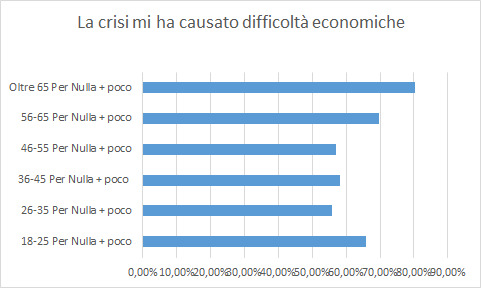 La crisi mi ha causato difficoltà economiche
Oltre 65 Per Nulla + poco
56-65 Per Nulla + poco
46-55 Per Nulla + poco
36-45 Per Nulla + poco
26-35 Per Nulla + poco
18-25 Per Nulla + poco
0,00% 10,00% 20,00% 30,00% 40,00% 50,00% 60,00% 70,00% 80,00% 90,00%